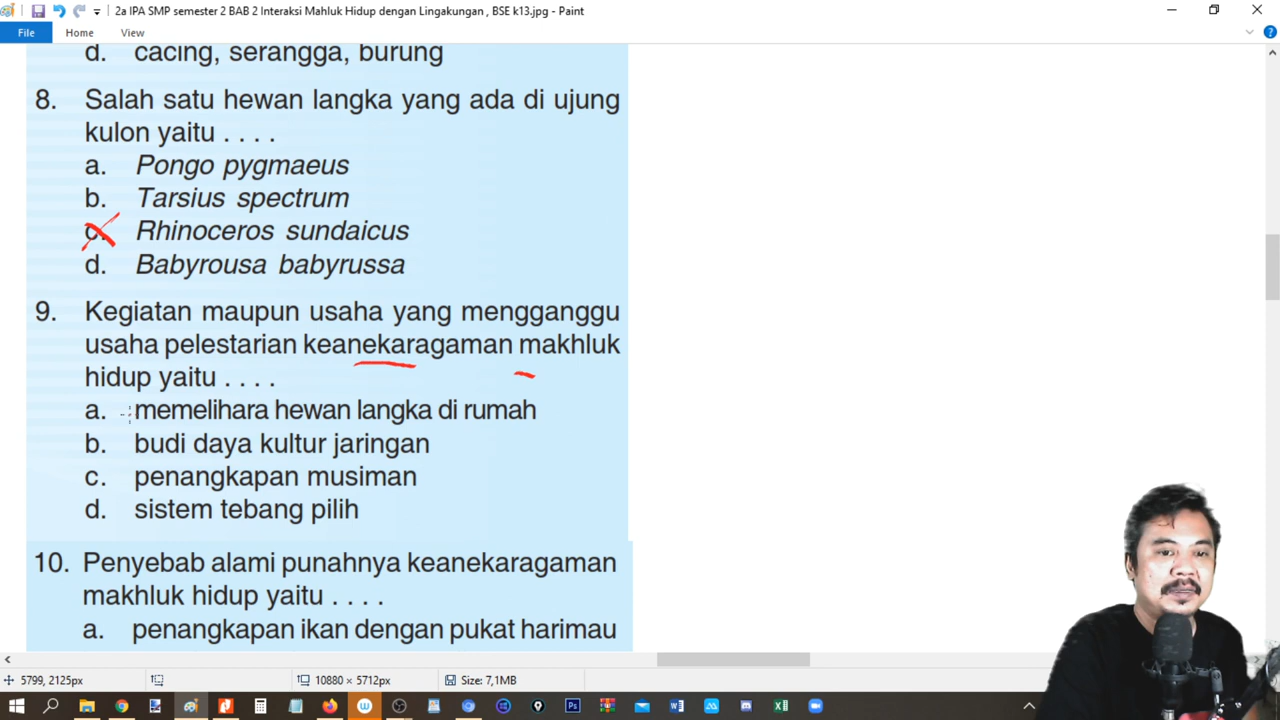 2a IPA SMP semester 2 BAB 2 Interaksi Mahluk Hidup dengan Lingakungan , BSE k13.jpg - Paint
File Home View
d. cacing, serangga, burung
8. Salah satu hewan langka yang ada di ujung
kulon yaitu . . . .
a. Pongo pygmaeus
b. Tarsius spectrum
c. Rhinoceros sundaicus
d. Babyrousa babyrussa
9. Kegiatan maupun usaha yang mengganggu
usaha pelestarian keanekaragaman makhluk
hidup yaitu . . . .
a. memelihara hewan langka di rumah
b. budi daya kultur jaringan
c. penangkapan musiman
d. sistem tebang pilih
10. Penyebab alami punahnya keanekaragaman
makhluk hidup yaitu . . . .
a. penangkapan ikan dengan pukat harimau
5799, 2125px 10880 × 5712px Size: 7,1MB